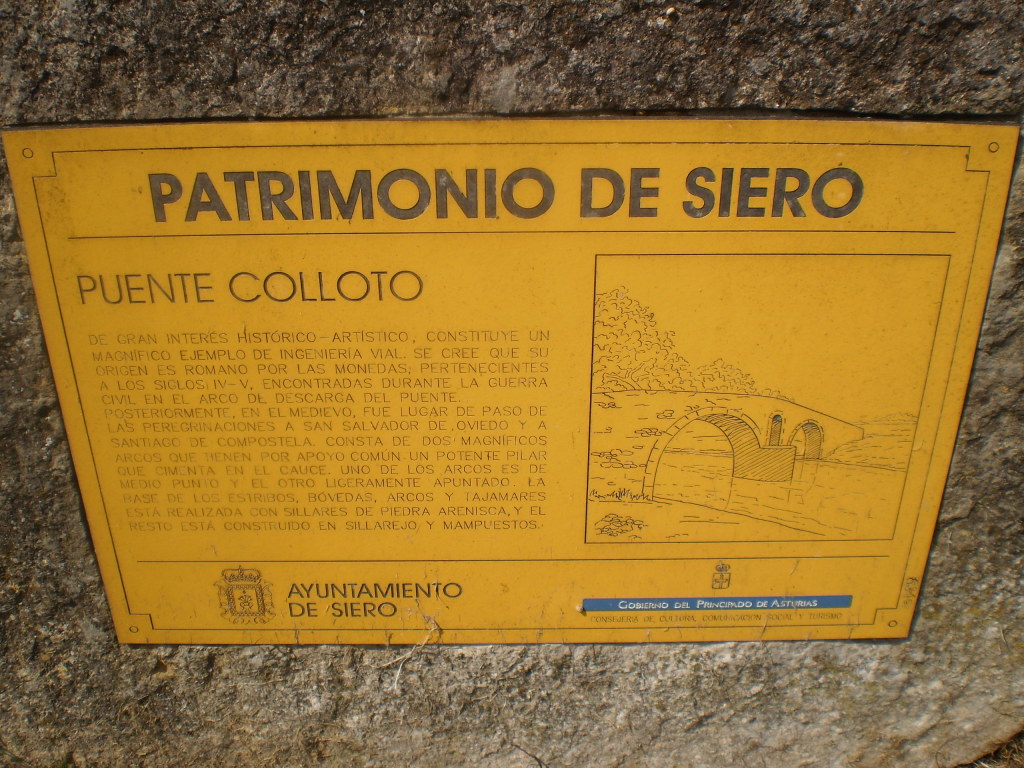 PATRIMONIO DE SIERO
PUENTE COLLOTO
DE GRAN INTERÉS HISTÓRICO-ARTÍSTICO, CONSTITUYE UN
MAGNÍFICO EJEMPLO DE INGENIERÍA VIAL. SE CREE QUE SU
ORIGEN ES ROMANO POR LAS MONEDAS, PERTENECIENTES
A LOS SIGLOS IV-V, ENCONTRADAS DURANTE LA GUERRA
CIVIL EN EL ARCO DE DESCARGA DEL PUENTE.
POSTERIORMENTE, EN EL MEDIEVO, FUE LUGAR DE PASO DE
LAS PEREGRINACIONES A SAN SALVADOR DE OVIEDO Y A
SANTIAGO DE COMPOSTELA. CONSTA DE DOS MAGNÍFICOS
ARCOS QUE TIENEN POR APOYO COMÚN UN POTENTE PILAR
QUE CIMENTA EN EL CAUCE. UNO DE LOS ARCOS ES DE
MEDIO PUNTO Y EL OTRO LIGERAMENTE APUNTADO. LA
BASE DE LOS ESTRIBOS, BÓVEDAS, ARCOS Y TAJAMARES
ESTÁ REALIZADA CON SILLARES DE PIEDRA ARENISCA, Y EL
RESTO ESTÁ CONSTRUIDO EN SILLAREJO Y MAMPUESTOS.
AYUNTAMIENTO
DE SIERO
GOBIERNO DEL PRINCIPADO DE ASTURIAS
CONSEJERÍA DE CULTURA, COMUNICACIÓN SOCIAL Y TURISMO